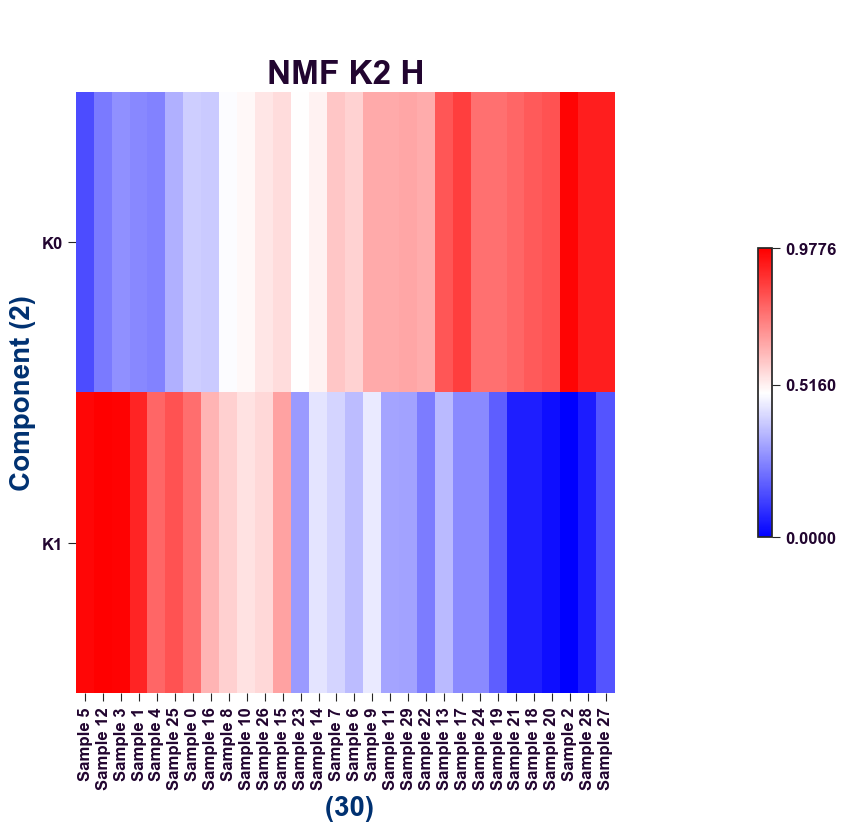 NMF K2 H
K0
K1
Component (2)
0.9776
0.5160
0.0000
Sample 5
Sample 12
Sample 3
Sample 1
Sample 4
Sample 25
Sample 0
Sample 16
Sample 8
Sample 10
Sample 26
Sample 15
Sample 23
Sample 14
Sample 7
Sample 6
Sample 9
Sample 11
Sample 29
Sample 22
Sample 13
Sample 17
Sample 24
Sample 19
Sample 21
Sample 18
Sample 20
Sample 2
Sample 28
Sample 27
(30)